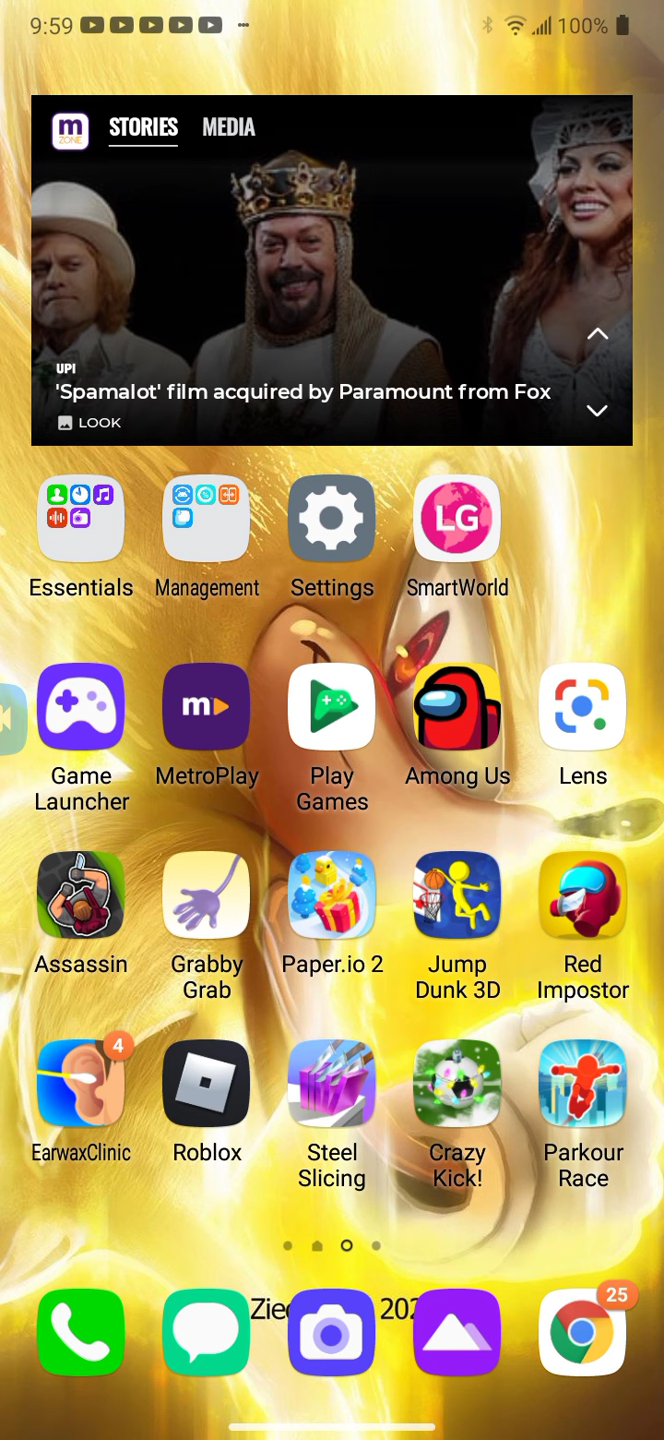 9:59
100%
m
ZONE
STORIES MEDIA
UPI
'Spamalot' film acquired by Paramount from Fox
LOOK
LG
Essentials Management Settings SmartWorld
m
Game Launcher MetroPlay Play Games Among Us Lens
Assassin Grabby Grab Paper.io 2 Jump Dunk 3D Red Impostor
4
EarwaxClinic Roblox Steel Slicing Crazy Kick! Parkour Race
25